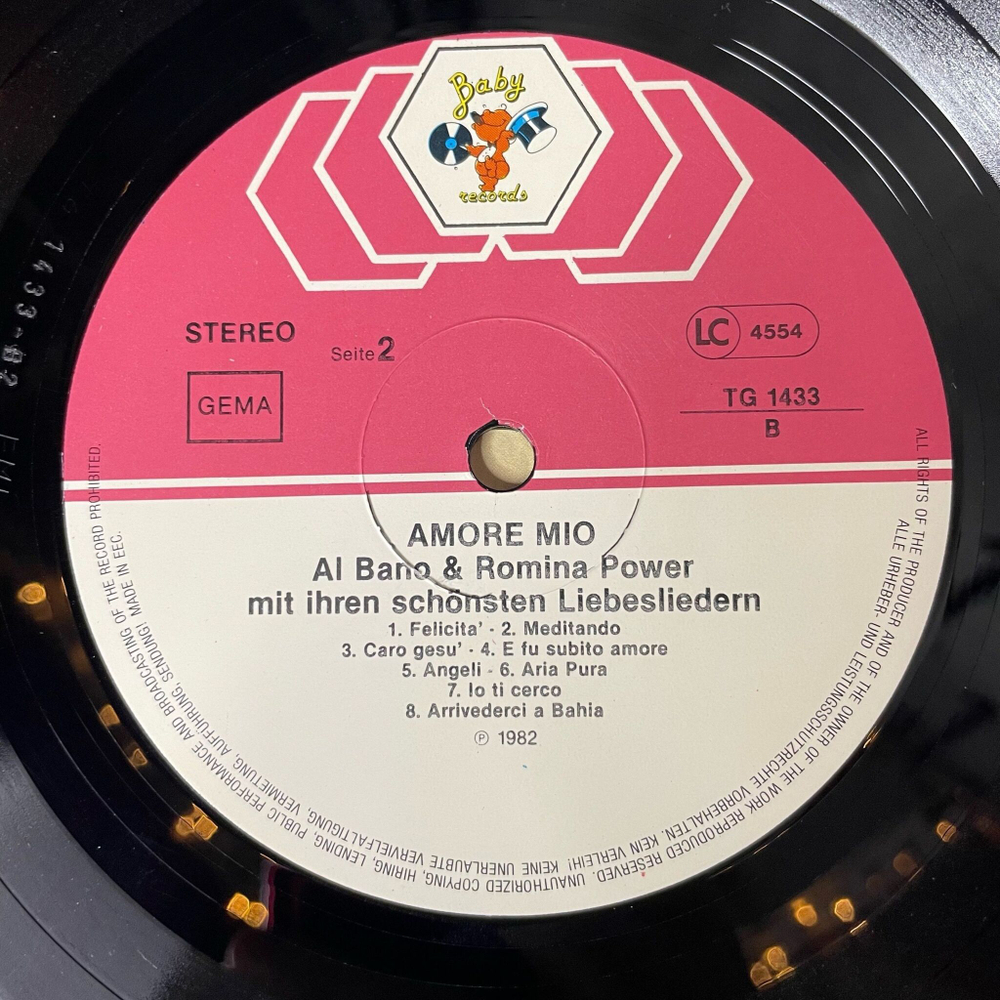 Baby
records
STEREO
Seite 2
LC 4554
GEMA
TG 1433
B
AMORE MIO
Al Bano & Romina Power
mit ihren schönsten Liebesliedern
1. Felicita' - 2. Meditando
3. Caro gesu' - 4. E fu subito amore
5. Angeli - 6. Aria Pura
7. Io ti cerco
8. Arrivederci a Bahia
℗ 1982
ALL RIGHTS OF THE PRODUCER AND OF THE OWNER OF THE WORK REPRODUCED RESERVED. UNAUTHORIZED COPYING, HIRING, LENDING, PUBLIC PERFORMANCE AND BROADCASTING OF THE RECORD PROHIBITED.
ALLE URHEBER- UND LEISTUNGSSCHUTZRECHTE VORBEHALTEN. KEIN VERLEIH! KEINE UNERLAUBTE VERVIELFÄLTIGUNG, VERMIETUNG, AUFFÜHRUNG, SENDUNG! MADE IN EEC.
1433-B2